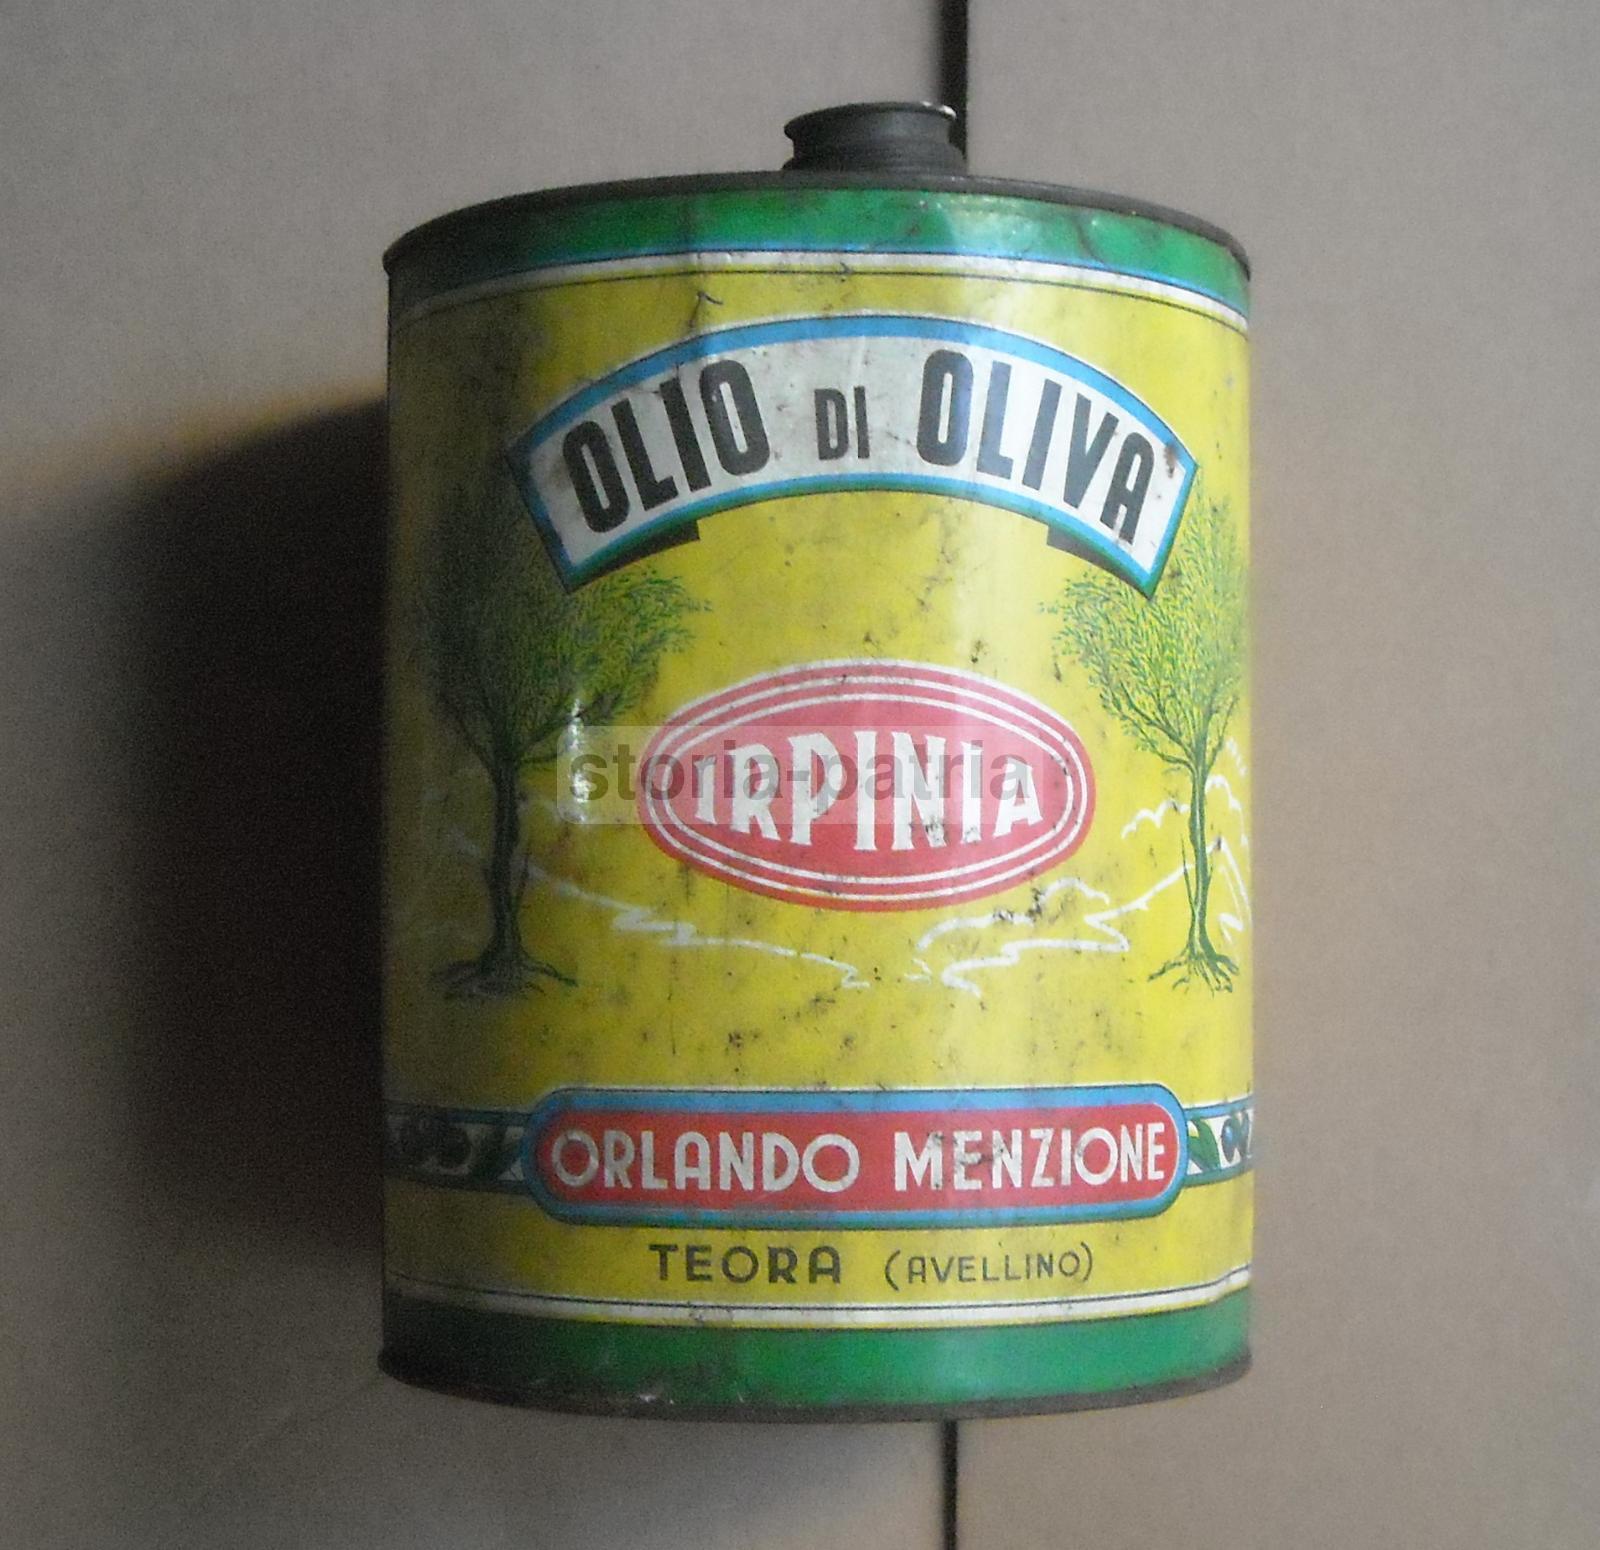 OLIO DI OLIVA
IRPINIA
storia-patria
ORLANDO MENZIONE
TEORA (AVELLINO)